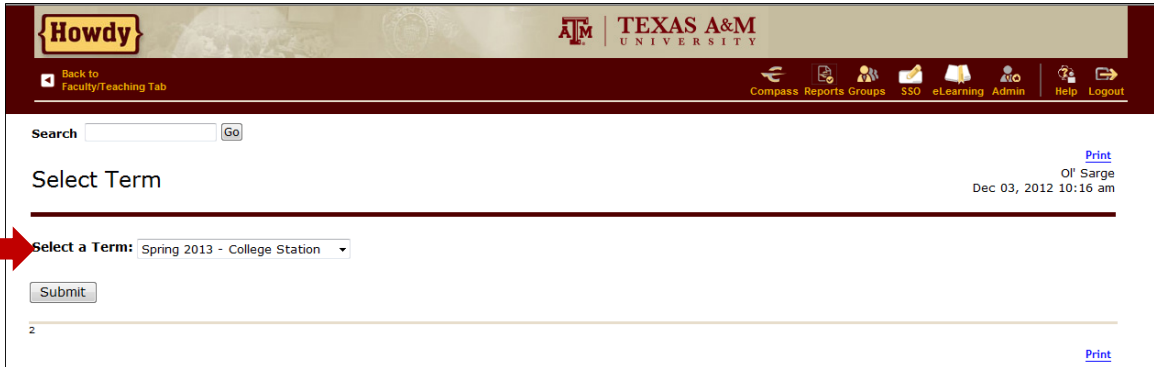 {Howdy}
ĀM | TEXAS A&M
UNIVERSITY
Back to
Faculty/Teaching Tab
Compass Reports Groups SSO eLearning Admin Help Logout
Search Go
Print
Select Term
Ol' Sarge
Dec 03, 2012 10:16 am
Select a Term: Spring 2013 - College Station
Submit
2
Print